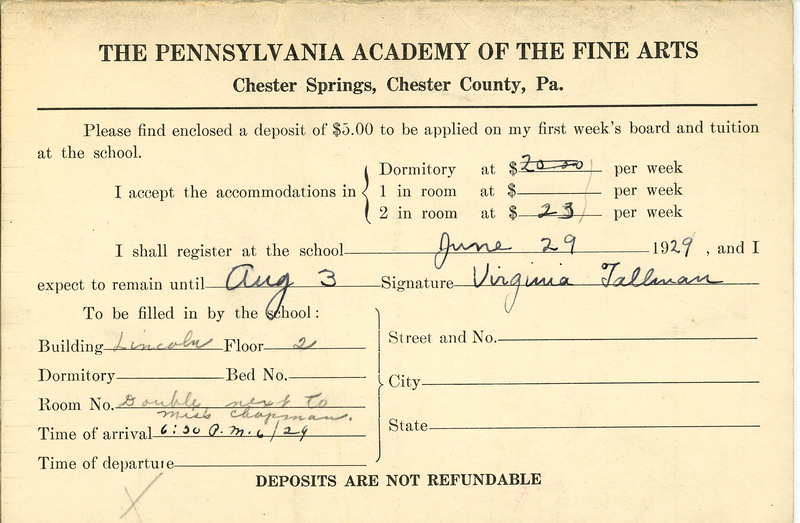 THE PENNSYLVANIA ACADEMY OF THE FINE ARTS
Chester Springs, Chester County, Pa.
Please find enclosed a deposit of $5.00 to be applied on my first week's board and tuition
at the school.
I accept the accommodations in
Dormitory at $20.00 per week
1 in room at $ per week
2 in room at $ 23 per week
I shall register at the school June 29 1929, and I
expect to remain until Aug 3 Signature Virginia Tallman
To be filled in by the school:
Building Lincoln Floor 2
Dormitory Bed No.
Room No. Double next to
Miss Chapman.
Time of arrival 6:30 P.M. 6/29
Time of departure
Street and No.
City
State
DEPOSITS ARE NOT REFUNDABLE
X